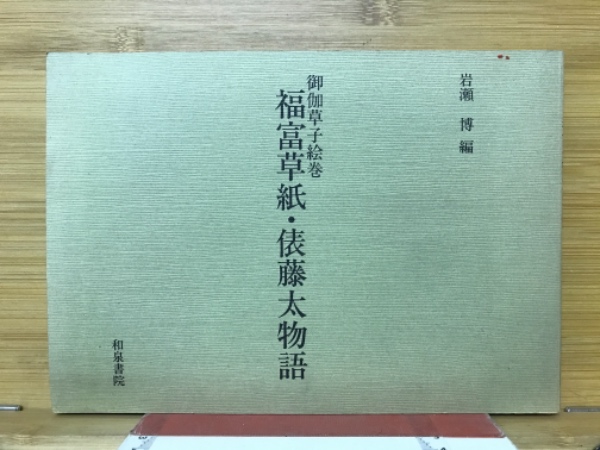 岩瀬 博 編
御伽草子絵巻
福富草紙・俵藤太物語
和泉書院